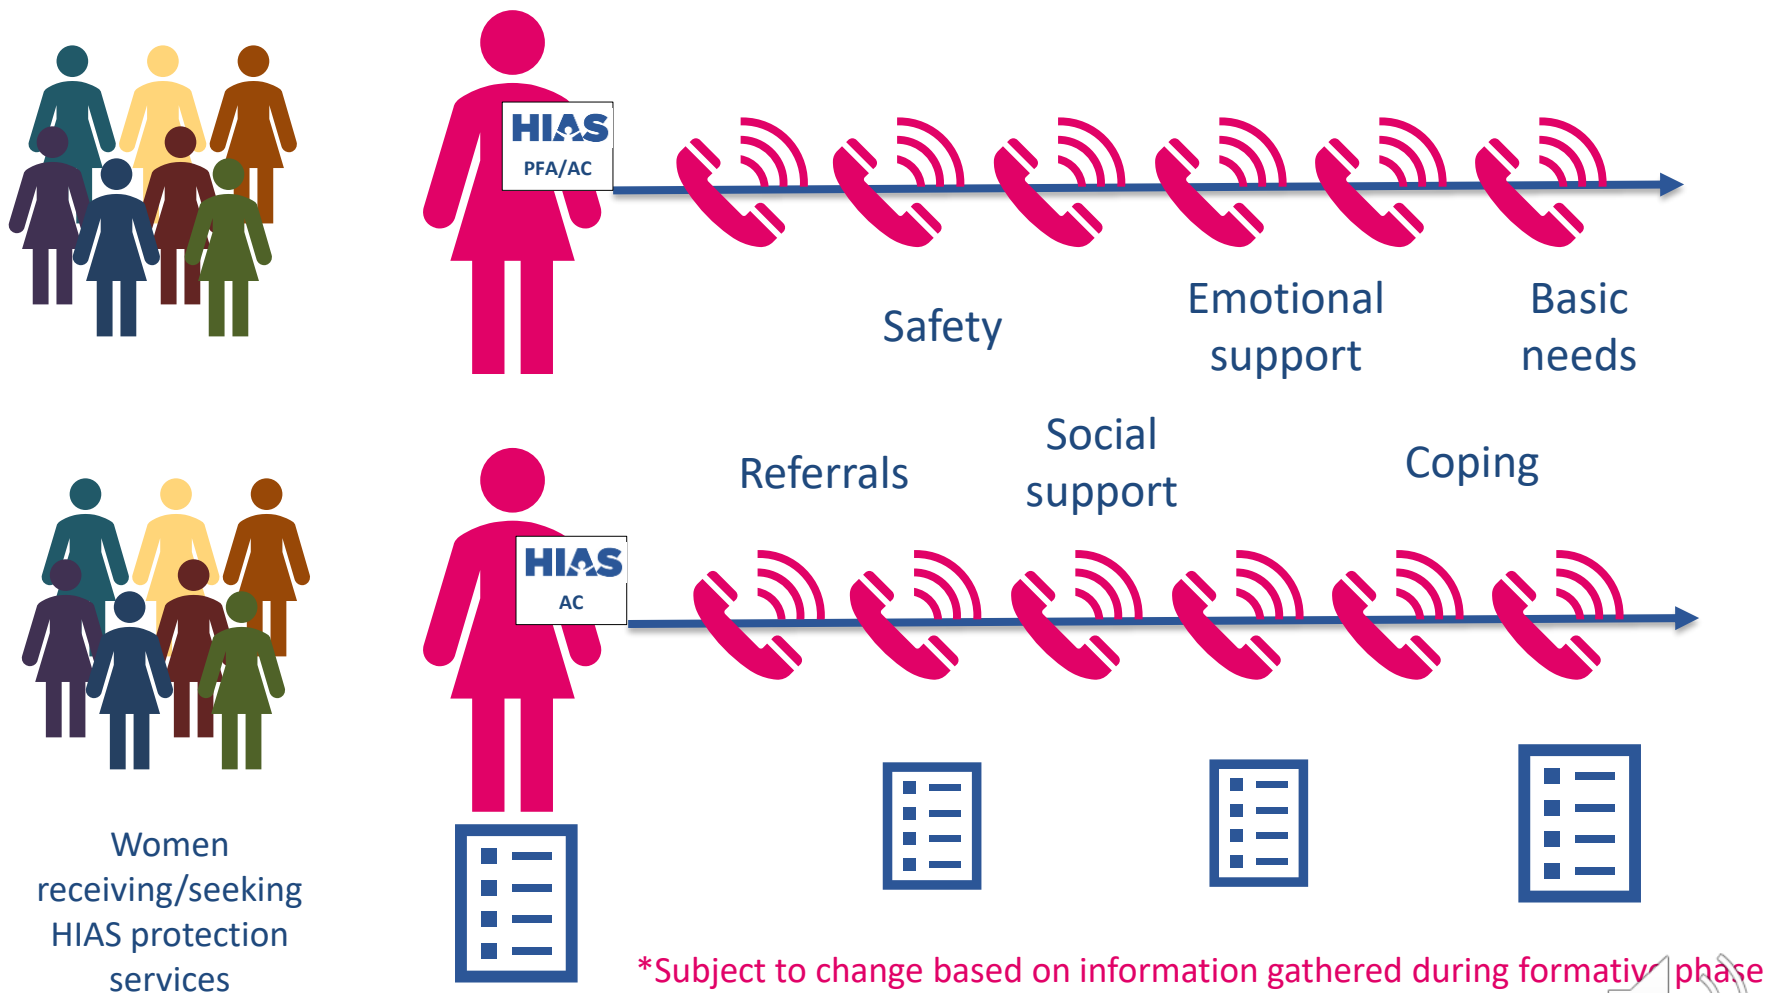 HIAS
PFA/AC
Safety
Emotional
support
Basic
needs
Referrals
Social
support
Coping
HIAS
AC
Women
receiving/seeking
HIAS protection
services
*Subject to change based on information gathered during formative phase